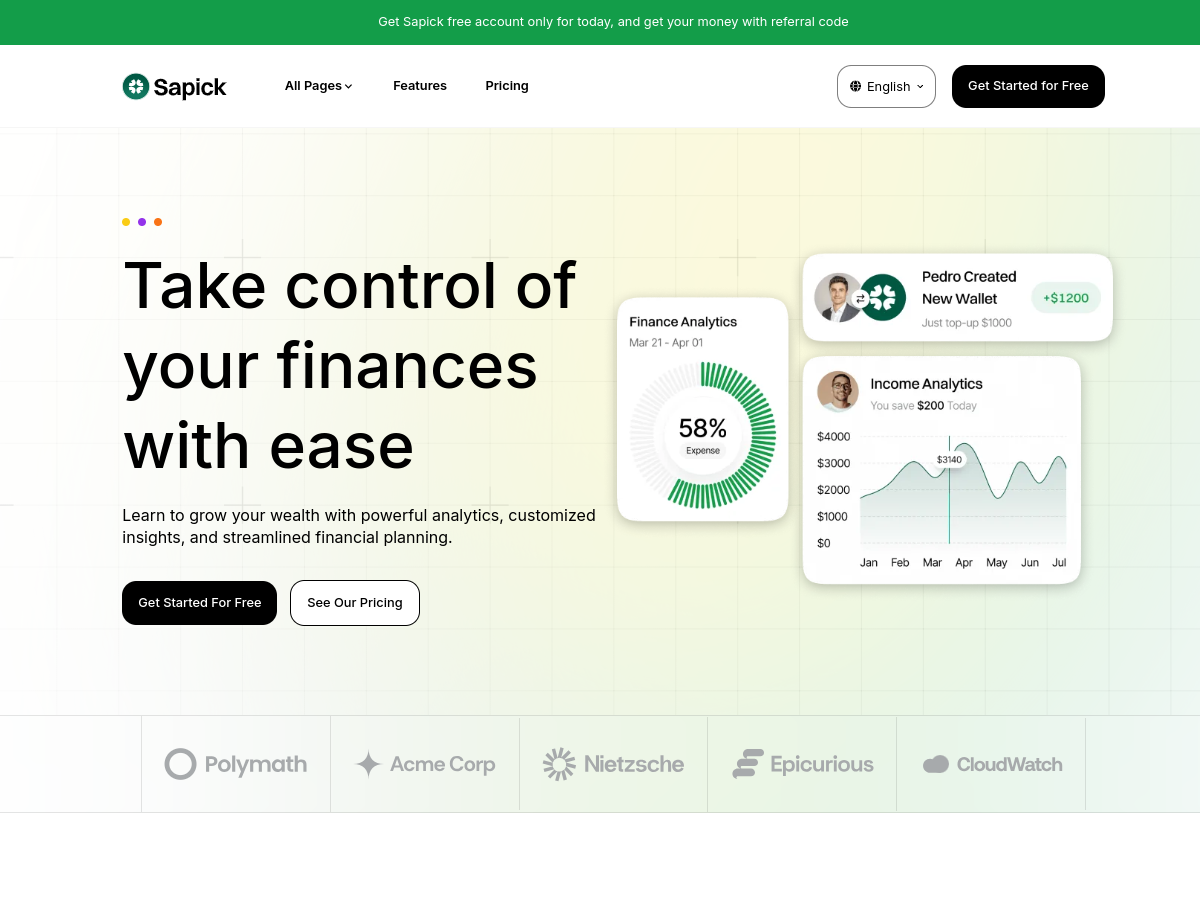 Get Sapick free account only for today, and get your money with referral code
Sapick
All Pages
Features
Pricing
English
Get Started for Free
Take control of
your finances
with ease
Learn to grow your wealth with powerful analytics, customized
insights, and streamlined financial planning.
Get Started For Free
See Our Pricing
Finance Analytics
Mar 21 - Apr 01
58%
Expense
Pedro Created
New Wallet
Just top-up $1000
+$1200
Income Analytics
You save $200 Today
$4000
$3000
$2000
$1000
$0
$3140
Jan Feb Mar Apr May Jun Jul
Polymath
Acme Corp
Nietzsche
Epicurious
CloudWatch